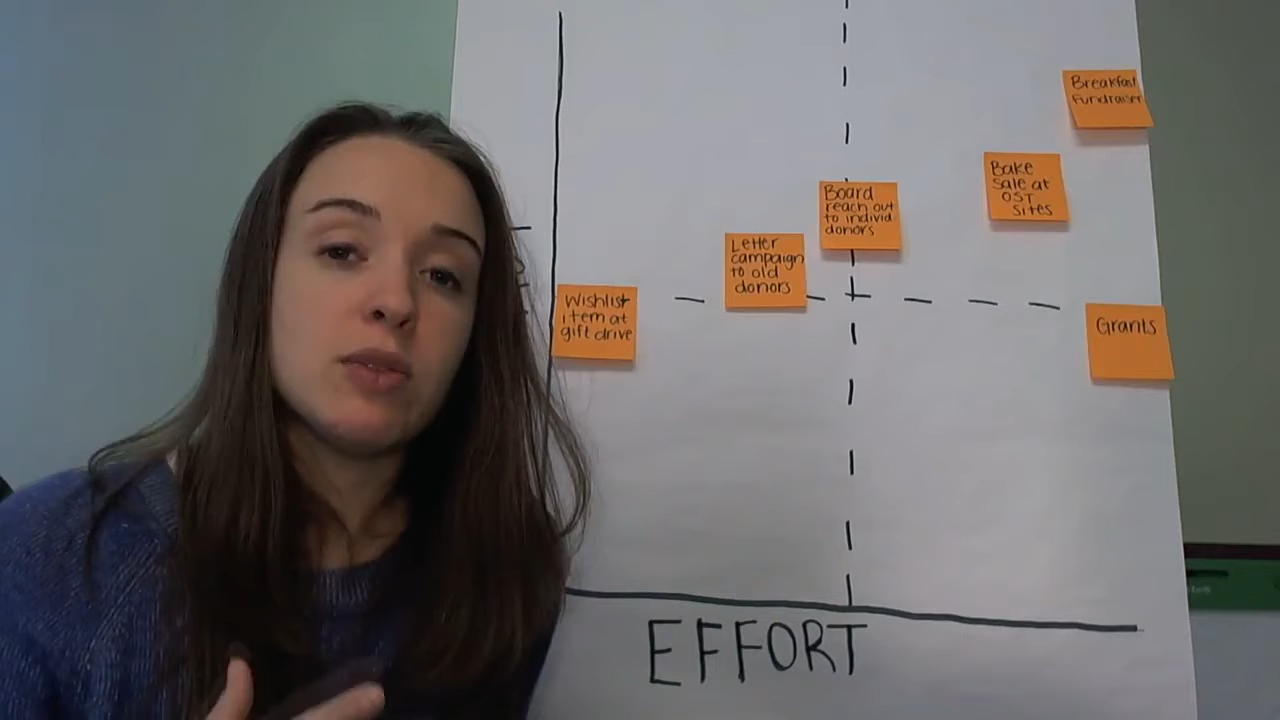 Breakfast
Fundraiser
Bake
Sale at
OST
Sites
Board
reach out
to individ
donors
Letter
campaign
to old
donors
Wishlist
item at
gift drive
Grants
EFFORT